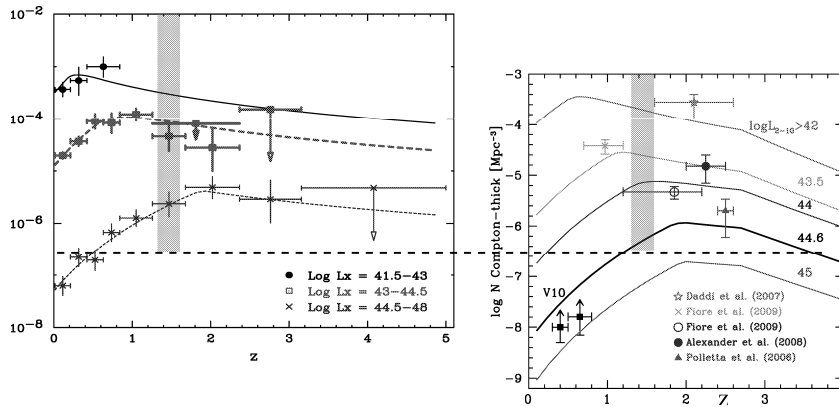 10⁻²
10⁻⁴
10⁻⁶
10⁻⁸
Log Lx = 41.5−43
Log Lx = 43−44.5
Log Lx = 44.5−48
0 1 2 3 4 5
z
log N Compton-thick [Mpc⁻³]
-3
-4
-5
-6
-7
-8
-9
logL₂₋₁₀>42
43.5
44
44.6
45
V10
Daddi et al. (2007)
Fiore et al. (2009)
Fiore et al. (2009)
Alexander et al. (2008)
Polletta et al. (2006)
0 1 2 3
Z